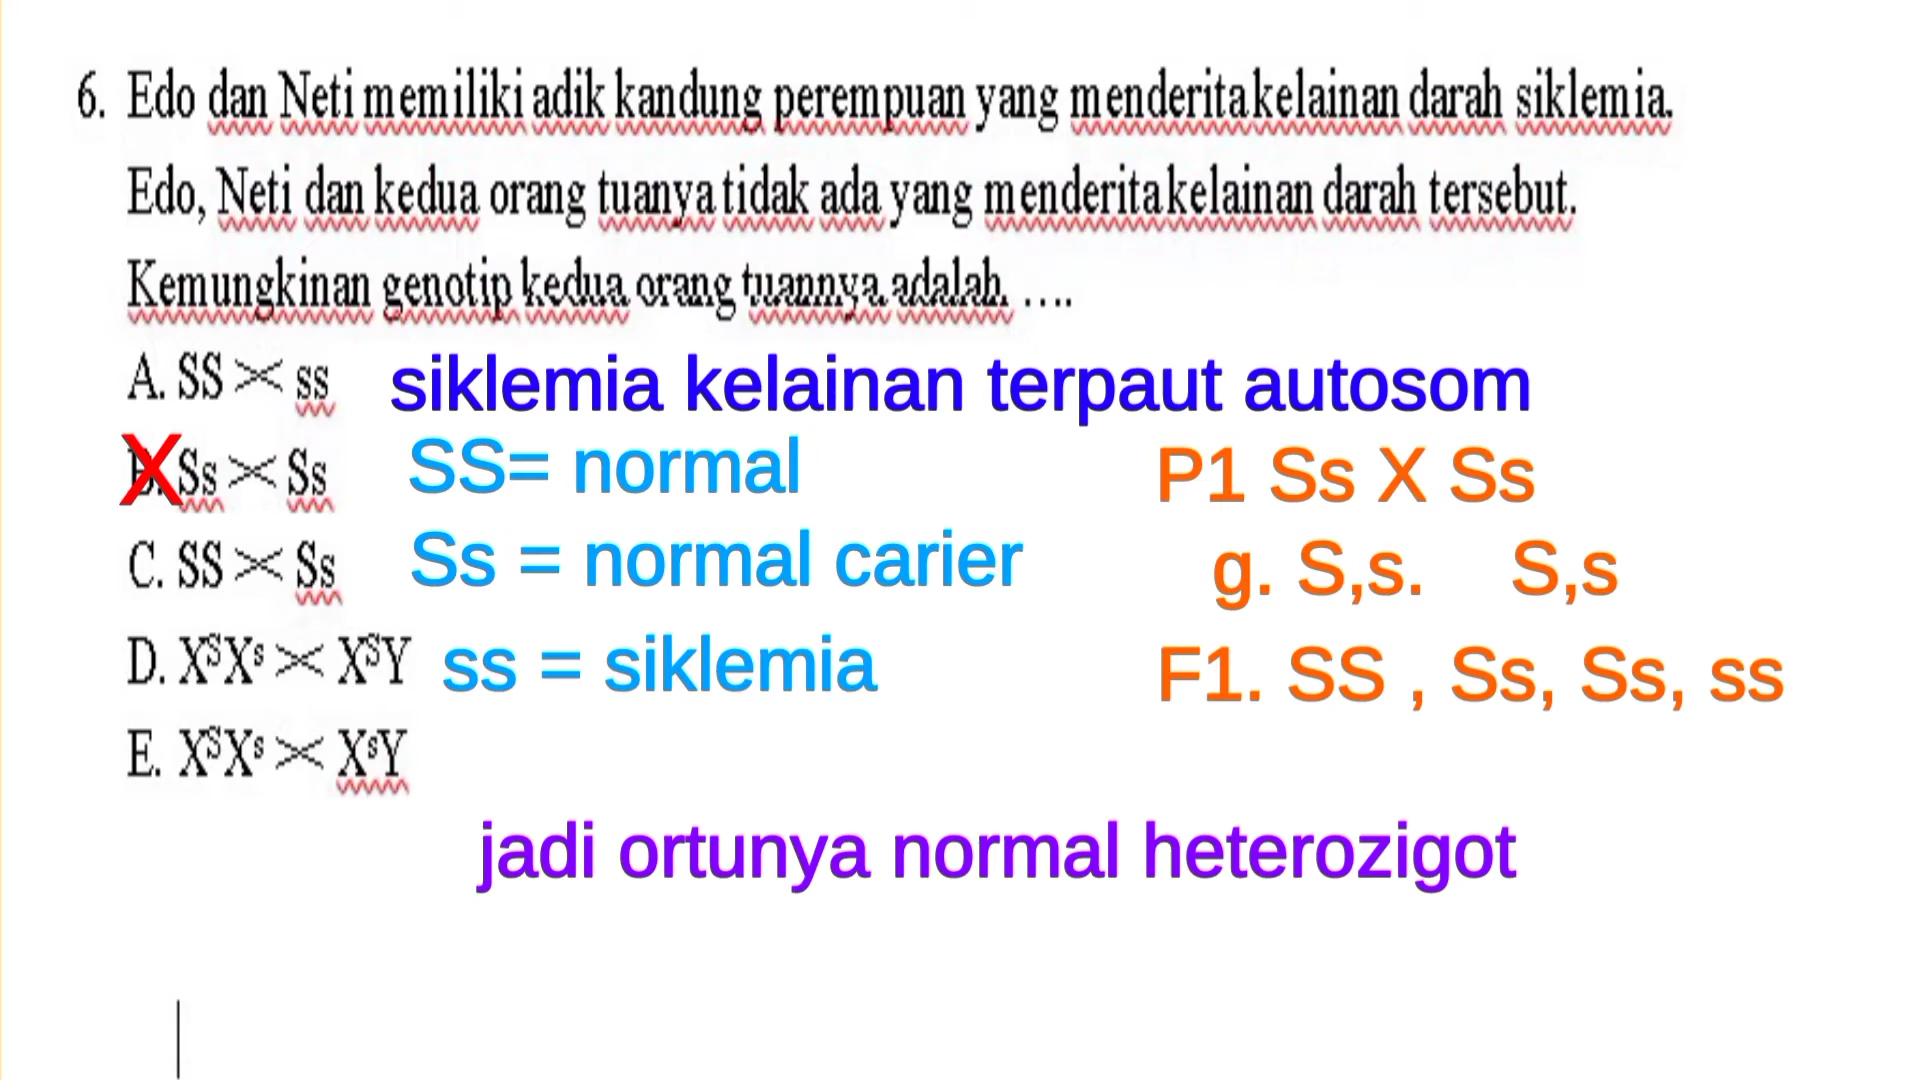 6. Edo dan Neti memiliki adik kandung perempuan yang menderita kelainan darah siklemia.
Edo, Neti dan kedua orang tuanya tidak ada yang menderita kelainan darah tersebut.
Kemungkinan genotip kedua orang tuannya adalah. ….
A. SS × ss
siklemia kelainan terpaut autosom
X
B. Ss × Ss
SS= normal
P1 Ss X Ss
C. SS × Ss
Ss = normal carier
g. S,s. S,s
D. XˢXˢ × XˢY
ss = siklemia
F1. SS , Ss, Ss, ss
E. XˢXˢ × XˢY
jadi ortunya normal heterozigot